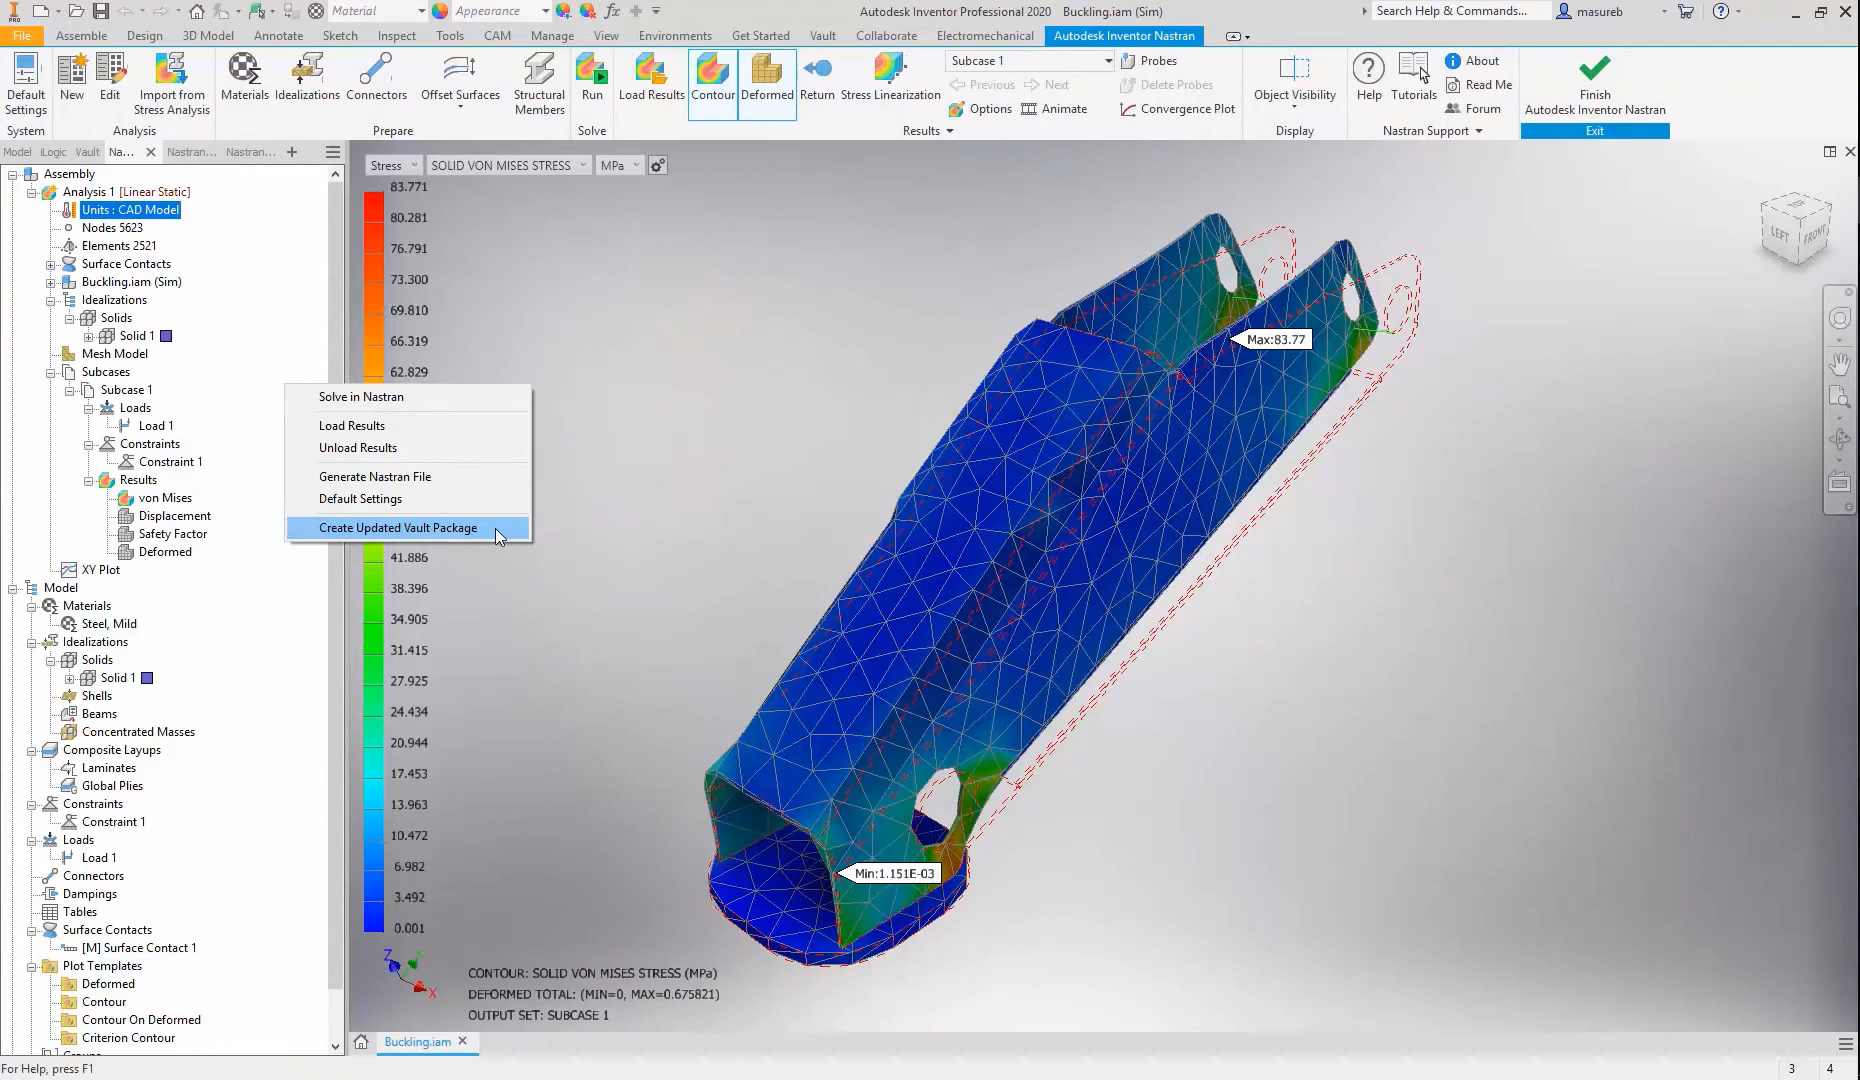 Material
Appearance
Autodesk Inventor Professional 2020 Buckling.iam (Sim)
Search Help & Commands...
masureb
File Assemble Design 3D Model Annotate Sketch Inspect Tools CAM Manage View Environments Get Started Vault Collaborate Electromechanical Autodesk Inventor Nastran
Default Settings
New
Edit
Import from Stress Analysis
Materials
Idealizations
Connectors
Offset Surfaces
Structural Members
Run
Load Results
Contour
Deformed
Return
Stress Linearization
Subcase 1
Previous
Next
Options
Animate
Probes
Delete Probes
Convergence Plot
Object Visibility
Help
Tutorials
About
Read Me
Forum
Finish
Autodesk Inventor Nastran
System Analysis Prepare Solve Results Display Nastran Support Exit
Model iLogic Vault Na... Nastran... Nastran...
Assembly
Analysis 1 [Linear Static]
Units : CAD Model
Nodes 5623
Elements 2521
Surface Contacts
Buckling.iam (Sim)
Idealizations
Solids
Solid 1
Mesh Model
Subcases
Subcase 1
Loads
Load 1
Constraints
Constraint 1
Results
von Mises
Displacement
Safety Factor
Deformed
XY Plot
Model
Materials
Steel, Mild
Idealizations
Solids
Solid 1
Shells
Beams
Concentrated Masses
Composite Layups
Laminates
Global Plies
Constraints
Constraint 1
Loads
Load 1
Connectors
Dampings
Tables
Surface Contacts
[M] Surface Contact 1
Plot Templates
Deformed
Contour
Contour On Deformed
Criterion Contour
Solve in Nastran
Load Results
Unload Results
Generate Nastran File
Default Settings
Create Updated Vault Package
Stress SOLID VON MISES STRESS MPa
83.771
80.281
76.791
73.300
69.810
66.319
62.829
41.886
38.396
34.905
31.415
27.925
24.434
20.944
17.453
13.963
10.472
6.982
3.492
0.001
Max:83.77
Min:1.151E-03
LEFT FRONT
Z
X
CONTOUR: SOLID VON MISES STRESS (MPa)
DEFORMED TOTAL: (MIN=0, MAX=0.675821)
OUTPUT SET: SUBCASE 1
Buckling.iam
For Help, press F1
3 4